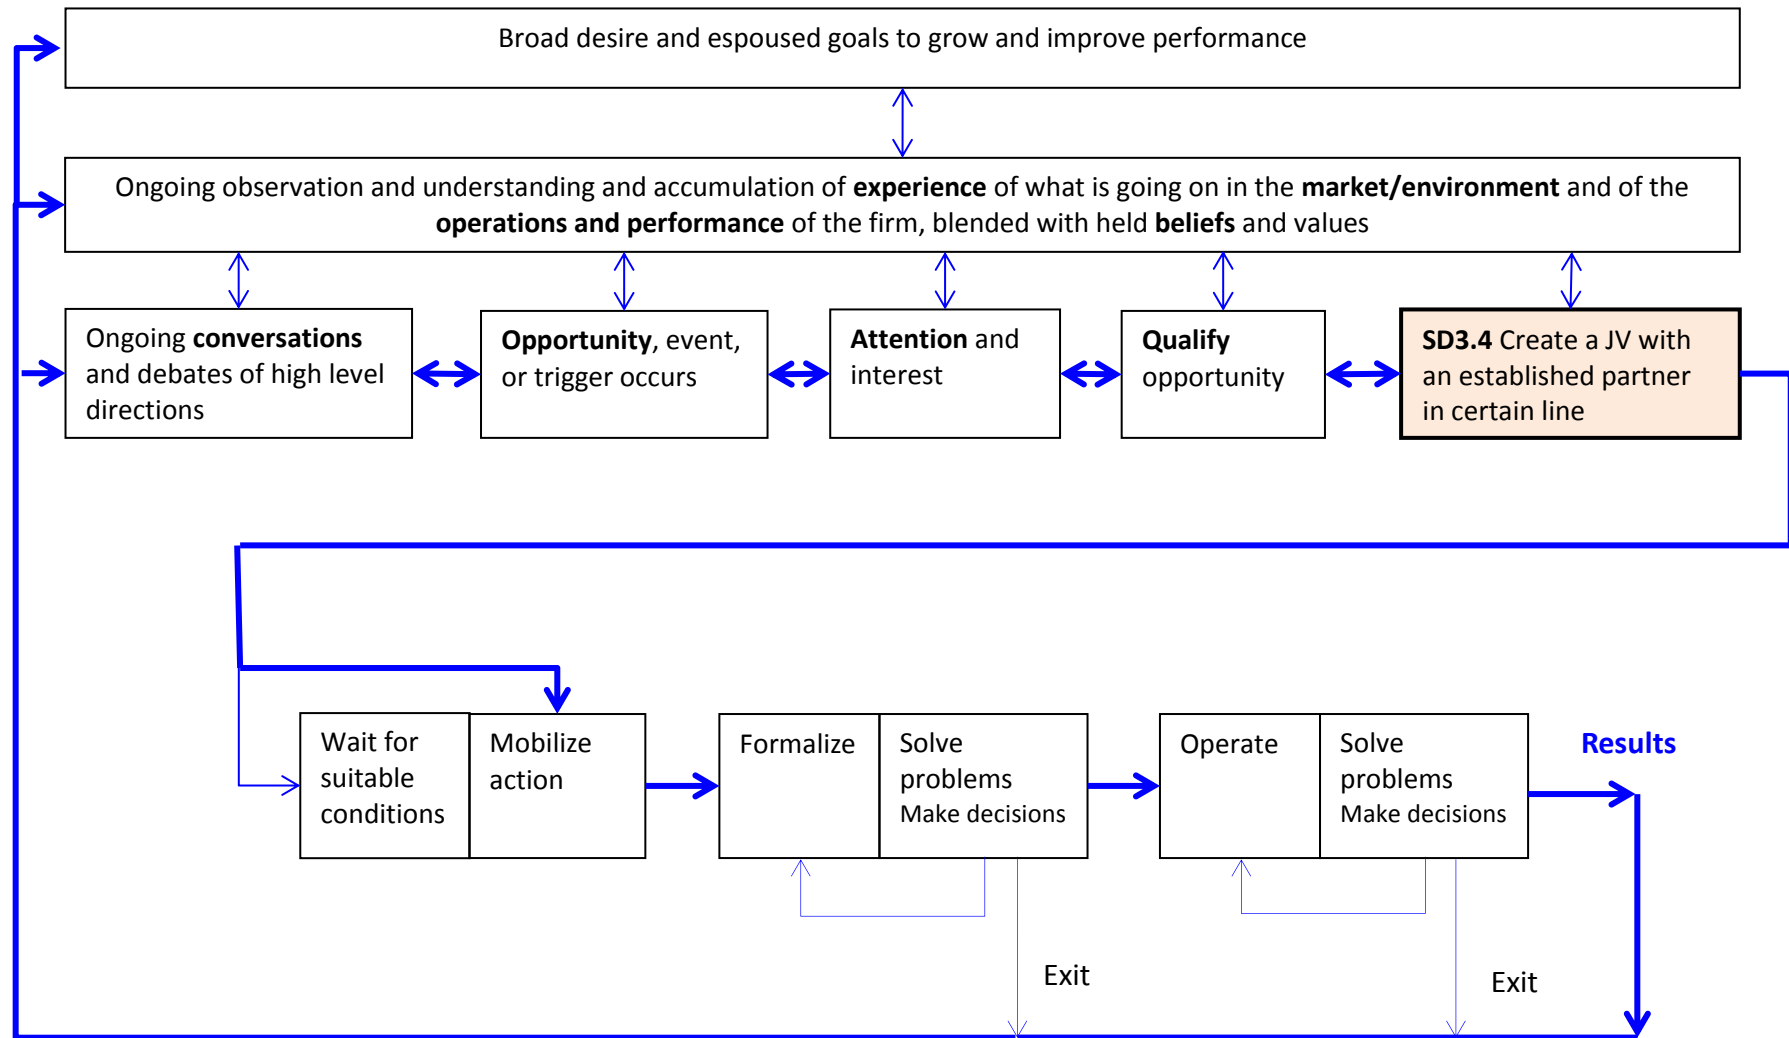 Broad desire and espoused goals to grow and improve performance
Ongoing observation and understanding and accumulation of experience of what is going on in the market/environment and of the
operations and performance of the firm, blended with held beliefs and values
Ongoing conversations
and debates of high level
directions
Opportunity, event,
or trigger occurs
Attention and
interest
Qualify
opportunity
SD3.4 Create a JV with
an established partner
in certain line
Wait for
suitable
conditions
Mobilize
action
Formalize
Solve
problems
Make decisions
Operate
Solve
problems
Make decisions
Results
Exit
Exit